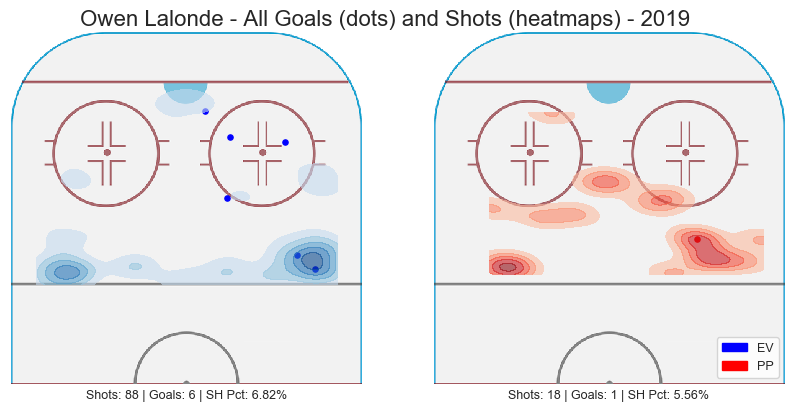 Owen Lalonde - All Goals (dots) and Shots (heatmaps) - 2019
EV
PP
Shots: 88 | Goals: 6 | SH Pct: 6.82%
Shots: 18 | Goals: 1 | SH Pct: 5.56%